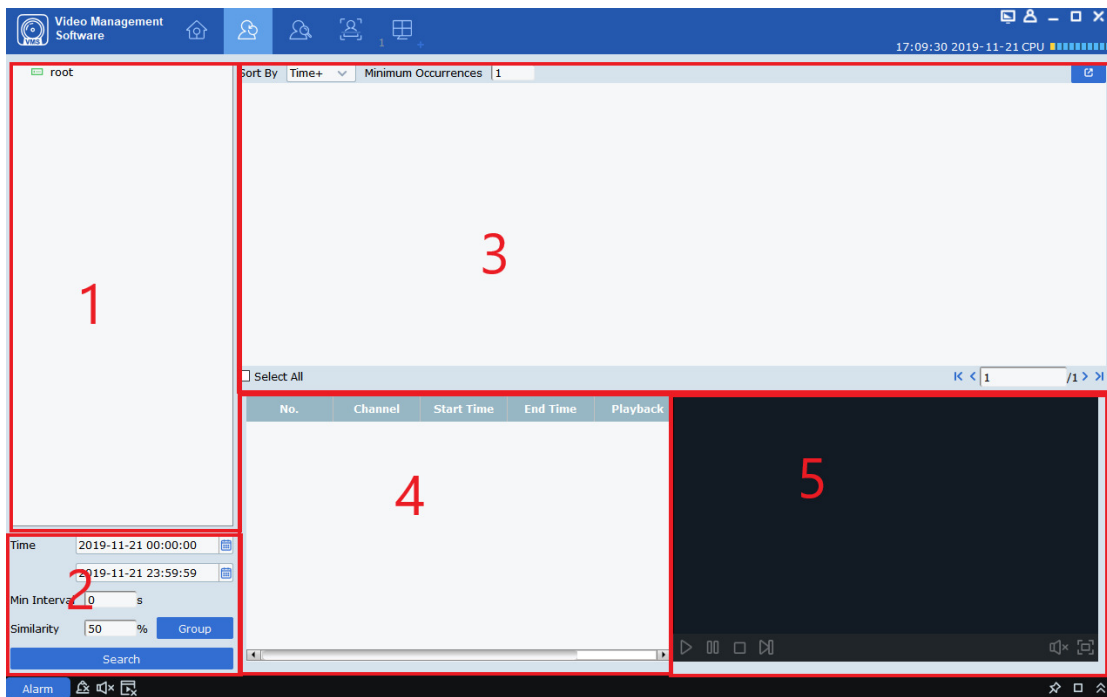 Video Management
Software
VMS
1
17:09:30 2019-11-21 CPU
root
Sort By Time+ Minimum Occurrences 1
3
1
Select All
1 /1
No. Channel Start Time End Time Playback
4
5
Time 2019-11-21 00:00:00
2019-11-21 23:59:59
2
Min Interval 0 s
Similarity 50 % Group
Search
Alarm